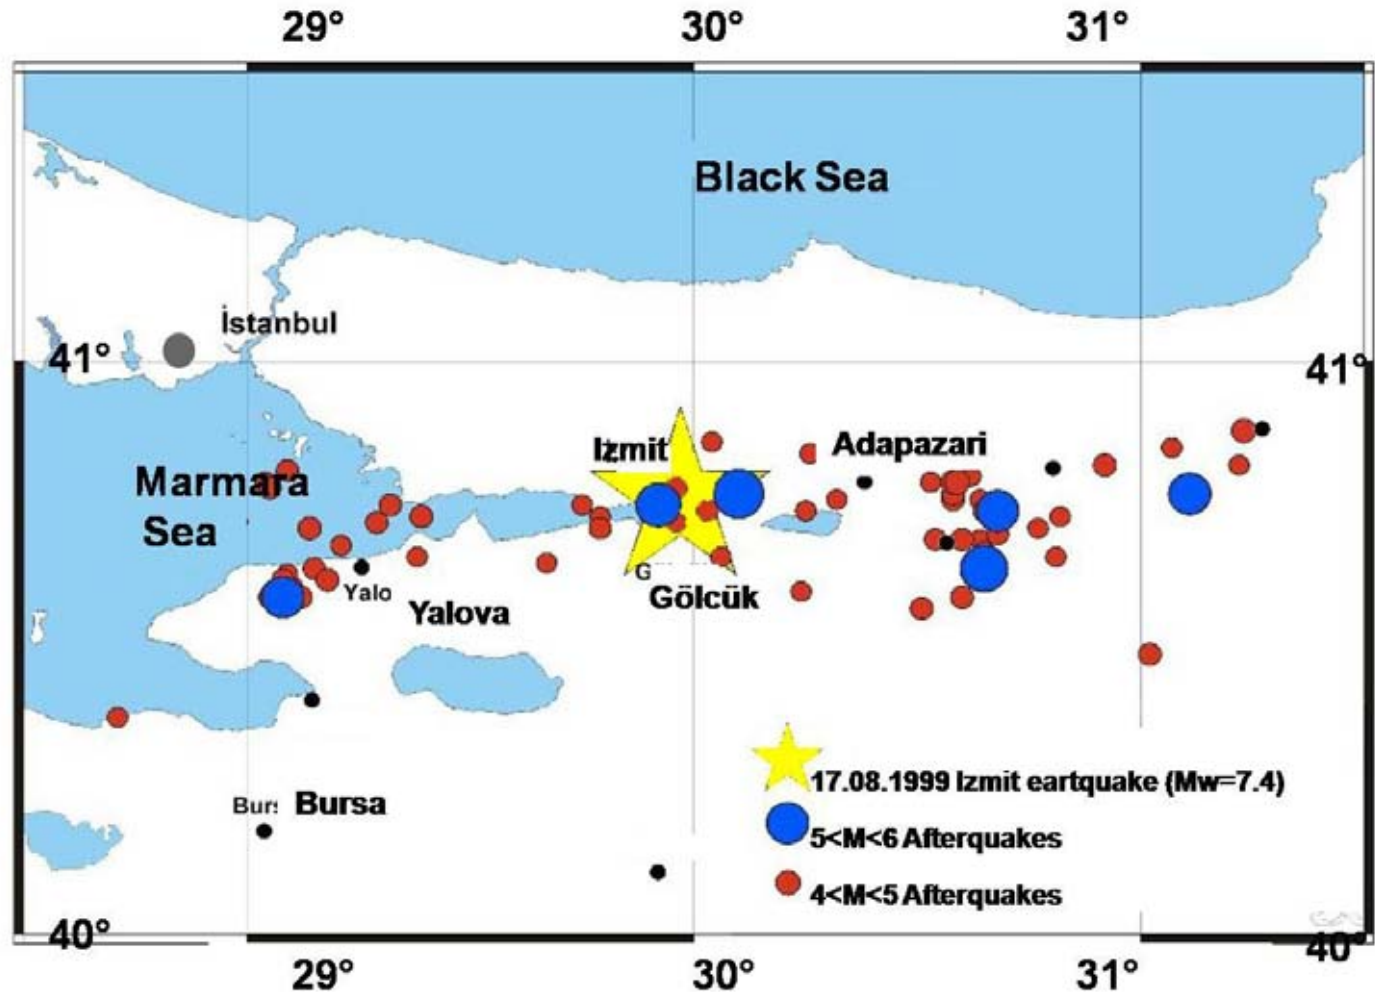 29° 30° 31°
Black Sea
İstanbul
41° 41°
Izmit Adapazari
Marmara
Sea
G
Yalo Gölcük
Yalova
17.08.1999 Izmit eartquake (Mw=7.4)
Burs Bursa
5<M<6 Afterquakes
4<M<5 Afterquakes
40° 40°
29° 30° 31°